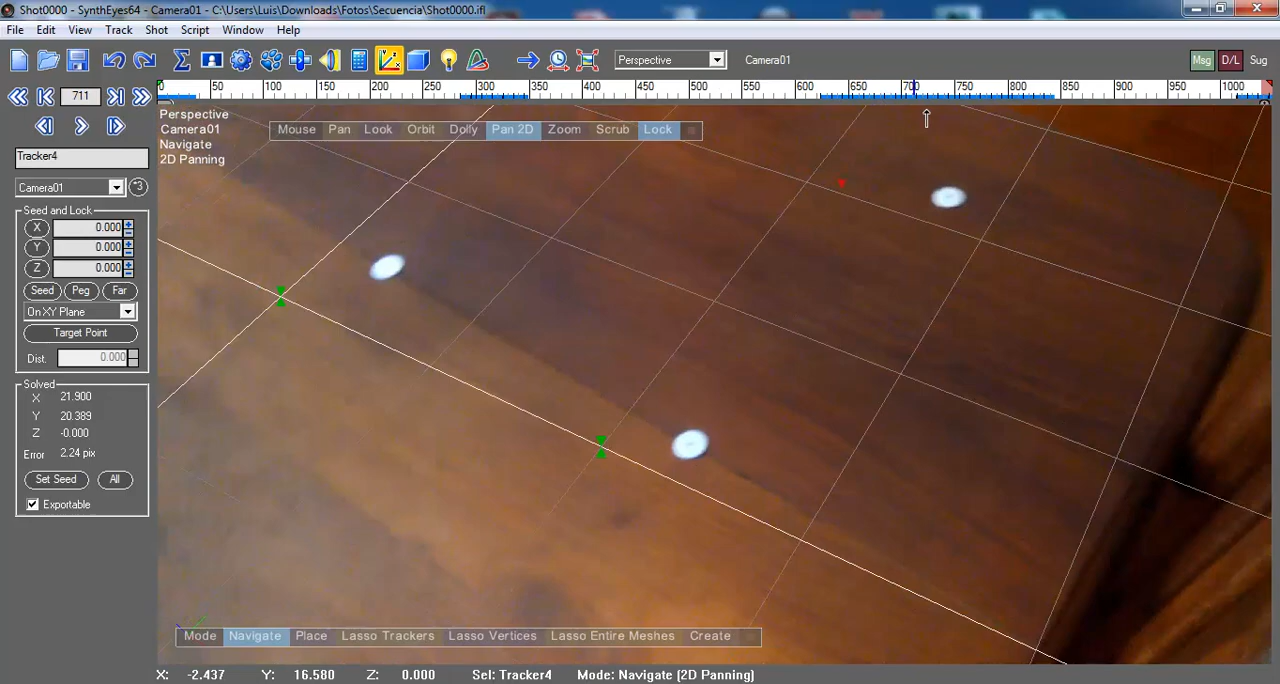 Shot0000 - SynthEyes64 - Camera01 - C:\Users\Luis\Downloads\Fotos\Secuencia\Shot0000.ifl
File Edit View Track Shot Script Window Help
Perspective Camera01 Msg D/L Sug
711 0 50 100 150 200 250 300 350 400 450 500 550 600 650 700 750 800 850 900 950 1000
Perspective
Camera01
Navigate
2D Panning
Mouse Pan Look Orbit Dolly Pan 2D Zoom Scrub Lock
Tracker4
Camera01 *3
Seed and Lock
X 0.000
Y 0.000
Z 0.000
Seed Peg Far
On XY Plane
Target Point
Dist. 0.000
Solved
X 21.900
Y 20.389
Z -0.000
Error 2.24 pix
Set Seed All
Exportable
Mode Navigate Place Lasso Trackers Lasso Vertices Lasso Entire Meshes Create
X: -2.437 Y: 16.580 Z: 0.000 Sel: Tracker4 Mode: Navigate (2D Panning)